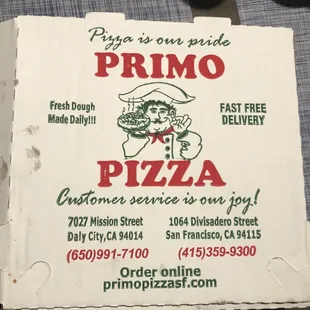 Pizza is our pride
PRIMO
Fresh Dough
Made Daily!!!
FAST FREE
DELIVERY
PIZZA
Customer service is our joy!
7027 Mission Street
Daly City,CA 94014
(650)991-7100
1064 Divisadero Street
San Francisco, CA 94115
(415)359-9300
Order online
primopizzasf.com